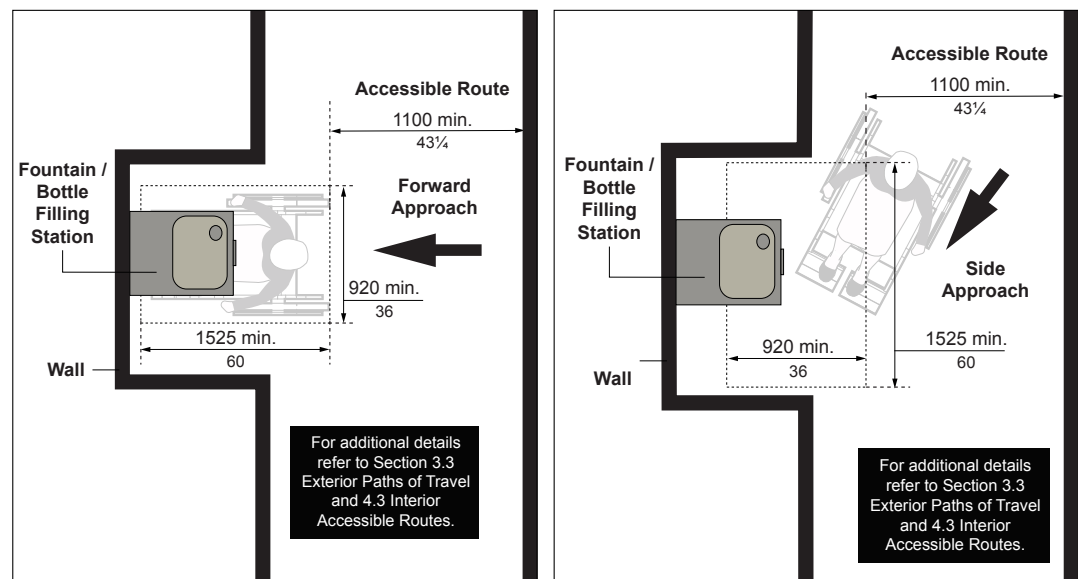 Accessible Route
1100 min.
43¼
Fountain /
Bottle
Filling
Station
Forward
Approach
920 min.
36
1525 min.
60
Wall
For additional details
refer to Section 3.3
Exterior Paths of Travel
and 4.3 Interior
Accessible Routes.
Accessible Route
1100 min.
43¼
Fountain /
Bottle
Filling
Station
Side
Approach
920 min.
36
1525 min.
60
Wall
For additional details
refer to Section 3.3
Exterior Paths of Travel
and 4.3 Interior
Accessible Routes.